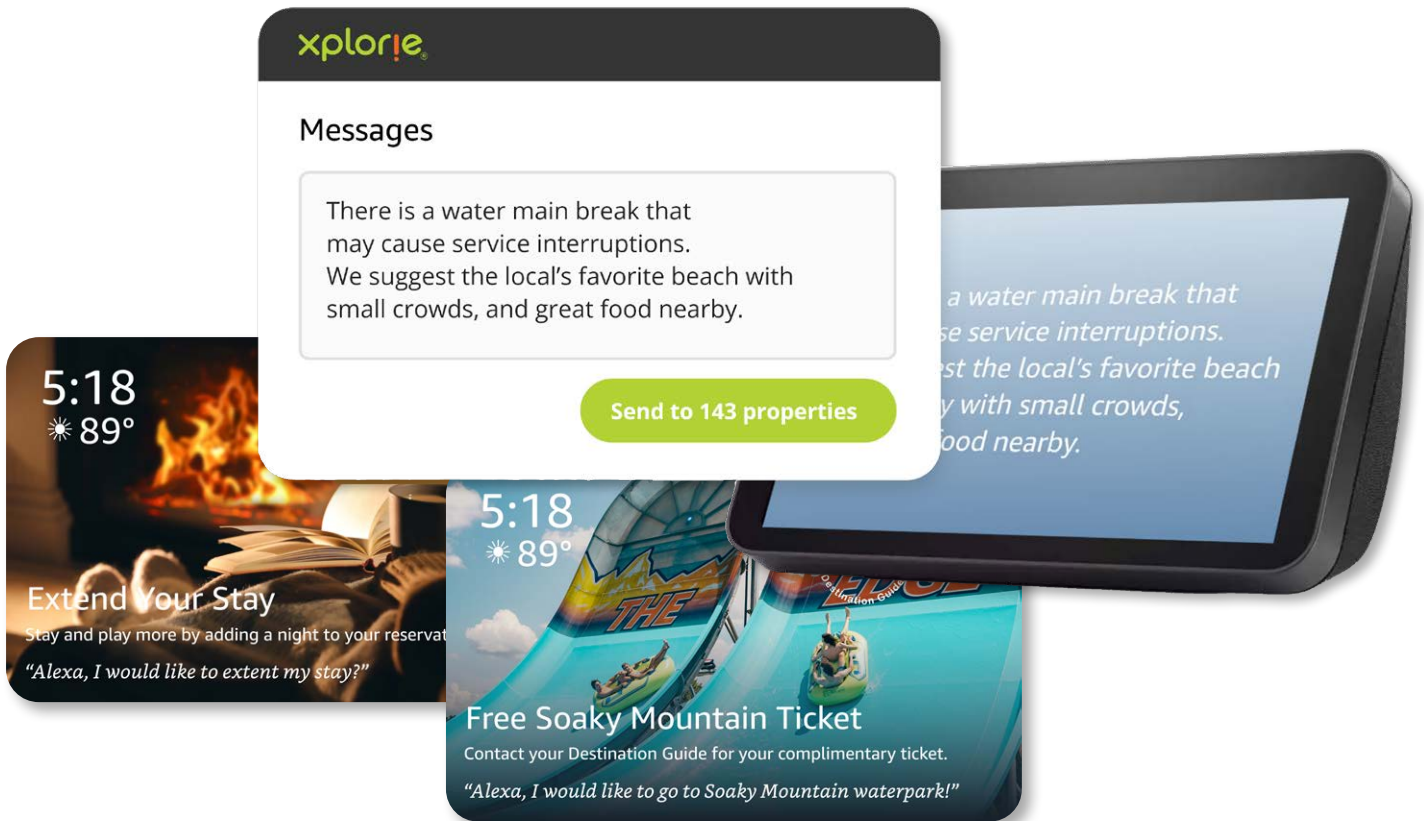 xplorie®
Messages
There is a water main break that
may cause service interruptions.
We suggest the local’s favorite beach with
small crowds, and great food nearby.
Send to 143 properties
a water main break that
se service interruptions.
est the local's favorite beach
y with small crowds,
ood nearby.
5:18
89°
Extend Your Stay
Stay and play more by adding a night to your reservat
“Alexa, I would like to extent my stay?”
5:18
89°
THE
EDGE
Destination Guide
Free Soaky Mountain Ticket
Contact your Destination Guide for your complimentary ticket.
“Alexa, I would like to go to Soaky Mountain waterpark!”